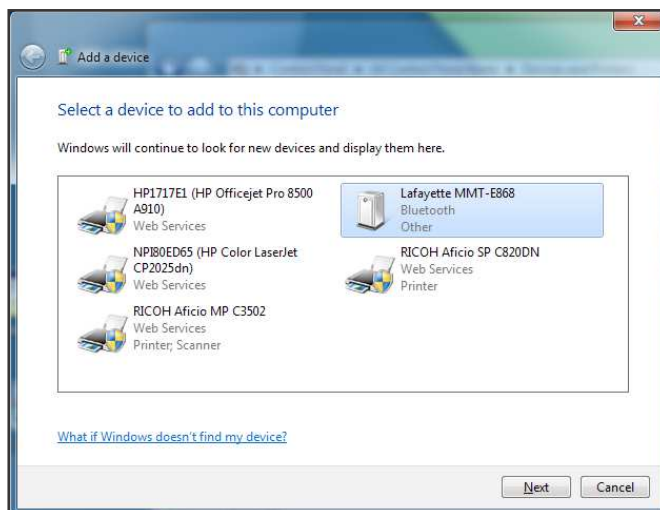 Add a device
Select a device to add to this computer
Windows will continue to look for new devices and display them here.
HP1717E1 (HP Officejet Pro 8500
A910)
Web Services
Lafayette MMT-E868
Bluetooth
Other
NPI80ED65 (HP Color LaserJet
CP2025dn)
Web Services
RICOH Aficio SP C820DN
Web Services
Printer
RICOH Aficio MP C3502
Web Services
Printer; Scanner
What if Windows doesn't find my device?
Next
Cancel